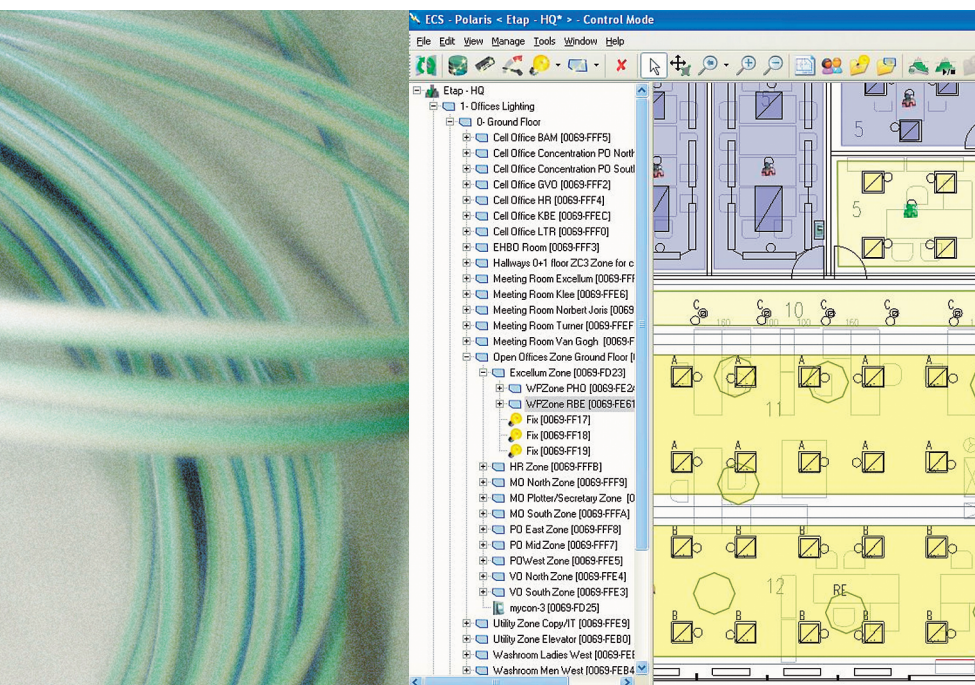 ECS - Polaris < Etap - HQ* > - Control Mode
File Edit View Manage Tools Window Help
Etap - HQ
1- Offices Lighting
0- Ground Floor
Cell Office BAM [0069-FFF5]
Cell Office Concentration PO North
Cell Office Concentration PO Sout
Cell Office GVO [0069-FFF2]
Cell Office HR [0069-FFF4]
Cell Office KBE [0069-FFEC]
Cell Office LTR [0069-FFF0]
EHBO Room [0069-FFF3]
Hallways 0+1 floor ZC3 Zone for c
Meeting Room Excellum [0069-FFF
Meeting Room Klee [0069-FFE6]
Meeting Room Norbert Joris [0069
Meeting Room Turner [0069-FFEF
Meeting Room Van Gogh [0069-F
Open Offices Zone Ground Floor [
Excellum Zone [0069-FD23]
WPZone PHO [0069-FE2
WPZone RBE [0069-FE61
Fix [0069-FF17]
Fix [0069-FF18]
Fix [0069-FF19]
HR Zone [0069-FFFB]
MO North Zone [0069-FFF9]
MO Plotter/Secretary Zone [0
MO South Zone [0069-FFFA]
PO East Zone [0069-FFF8]
PO Mid Zone [0069-FFF7]
POWest Zone [0069-FFE5]
VO North Zone [0069-FFE4]
VO South Zone [0069-FFE3]
mycon-3 [0069-FD25]
Utility Zone Copy/IT [0069-FFE9]
Utility Zone Elevator [0069-FEB0]
Washroom Ladies West [0069-FEE
Washroom Men West [0069-FEB4
5 5
5
C C C C C
10
160 100 100 160
A A A A A
11
A A A A A
B B B B B
12 RE
B B B B B